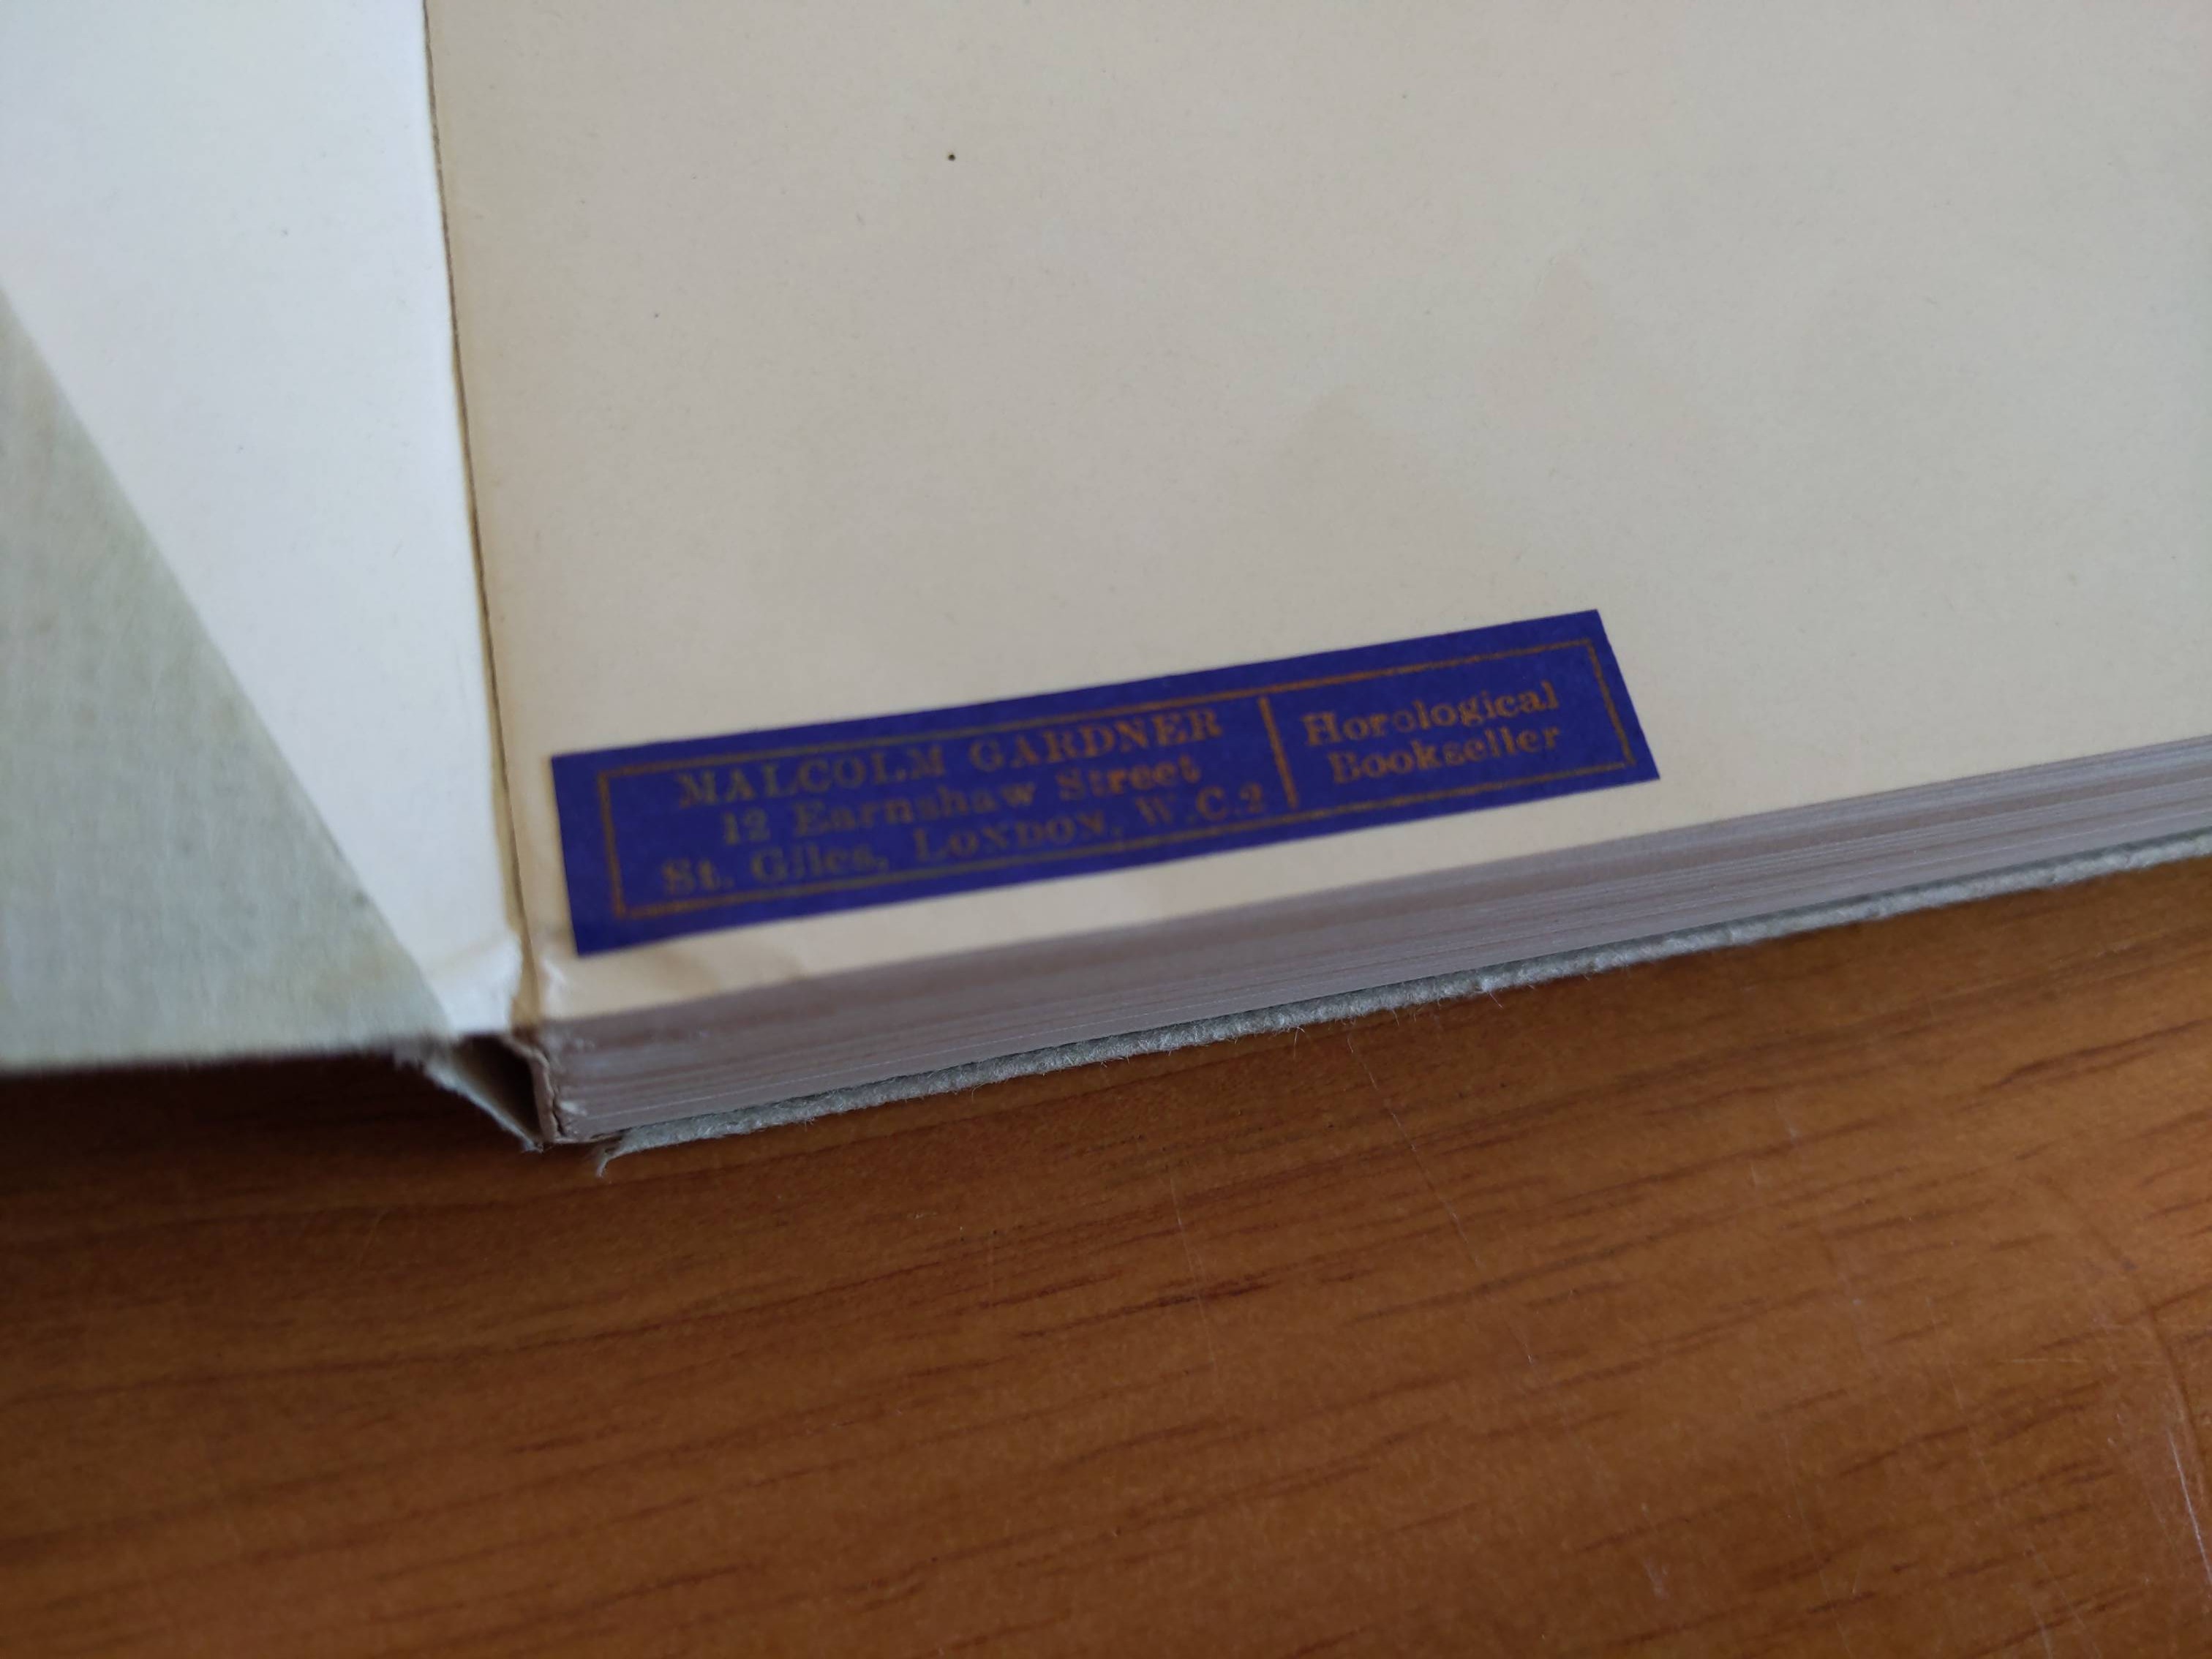 MALCOLM GARDNER
12 Earnshaw Street
St. Giles, LONDON, W.C.2
Horological
Bookseller